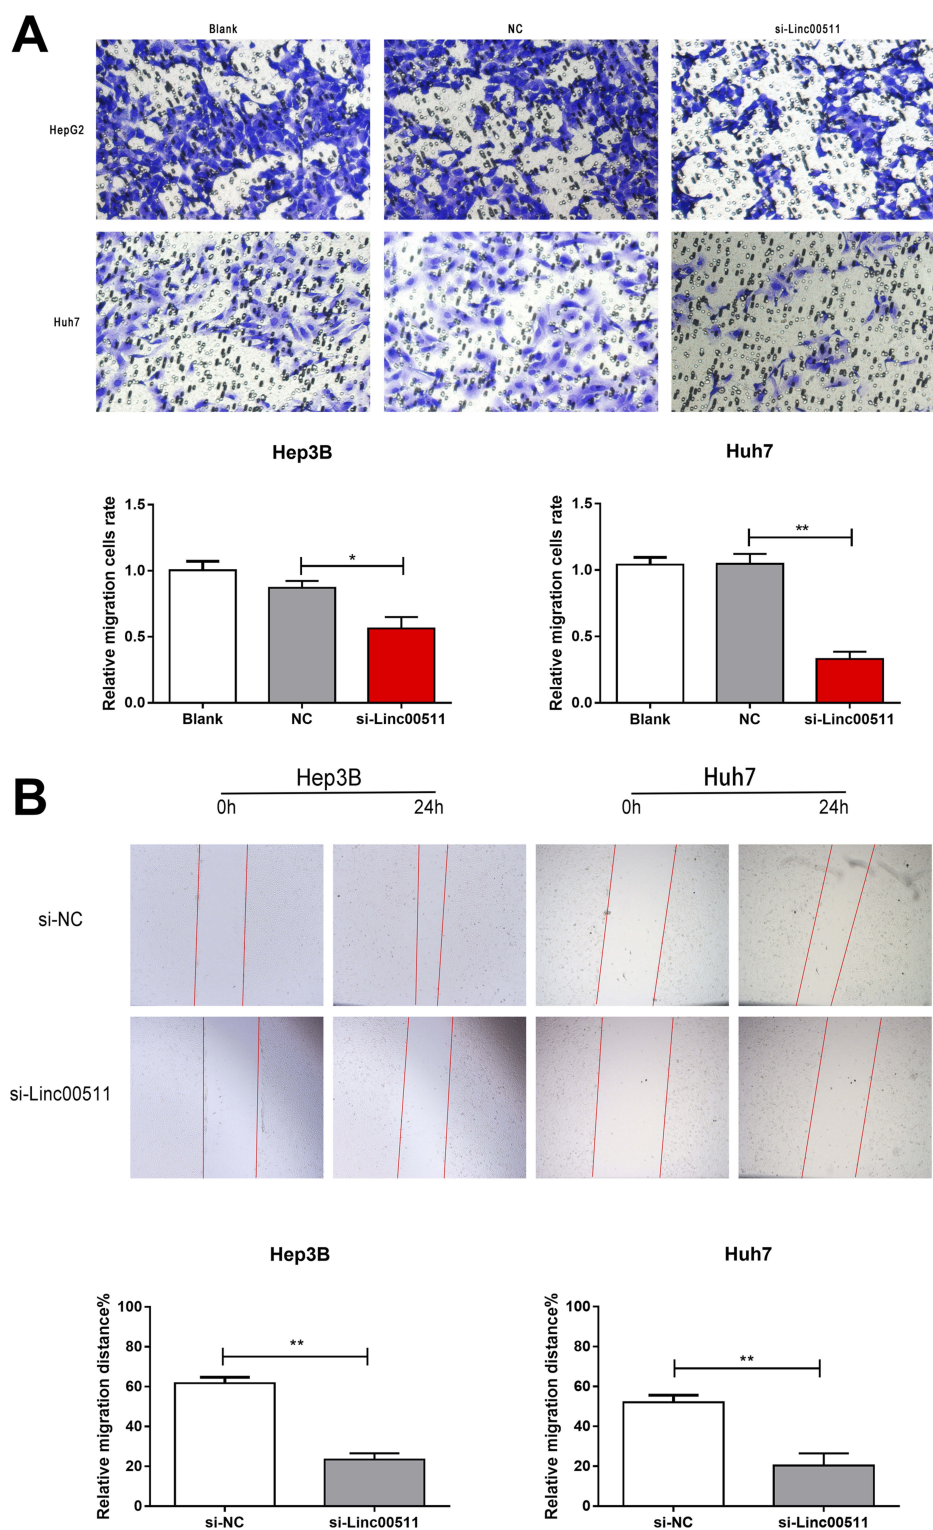 A
Blank NC si-Linc00511
HepG2
Huh7
Hep3B
Relative migration cells rate
1.5
1.0
0.5
0.0
*
Blank NC si-Linc00511
Huh7
Relative migration cells rate
1.5
1.0
0.5
0.0
**
Blank NC si-Linc00511
B
Hep3B Huh7
0h 24h 0h 24h
si-NC
si-Linc00511
Hep3B
Relative migration distance%
100
80
60
40
20
0
**
si-NC si-Linc00511
Huh7
Relative migration distance%
100
80
60
40
20
0
**
si-NC si-Linc00511